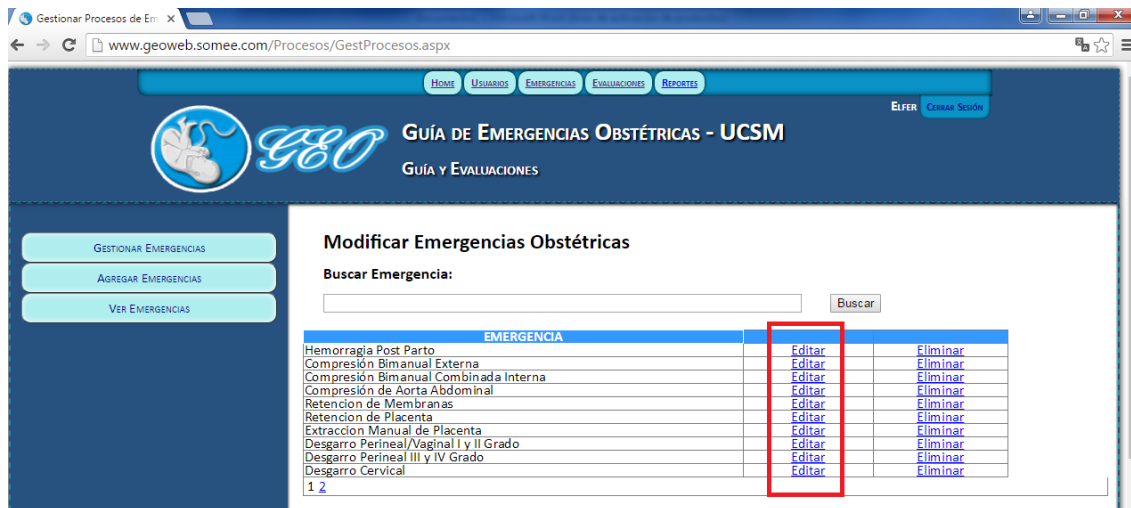 Gestionar Procesos de Em
www.geoweb.somee.com/Procesos/GestProcesos.aspx
Home Usuarios Emergencias Evaluaciones Reportes
Elfer Cerrar Sesión
GEO
Guía de Emergencias Obstétricas - UCSM
Guía y Evaluaciones
Gestionar Emergencias
Agregar Emergencias
Ver Emergencias
Modificar Emergencias Obstétricas
Buscar Emergencia:
Buscar
EMERGENCIA
Hemorragia Post Parto Editar Eliminar
Compresión Bimanual Externa Editar Eliminar
Compresión Bimanual Combinada Interna Editar Eliminar
Compresión de Aorta Abdominal Editar Eliminar
Retencion de Membranas Editar Eliminar
Retencion de Placenta Editar Eliminar
Extraccion Manual de Placenta Editar Eliminar
Desgarro Perineal/Vaginal I y II Grado Editar Eliminar
Desgarro Perineal III y IV Grado Editar Eliminar
Desgarro Cervical Editar Eliminar
1 2